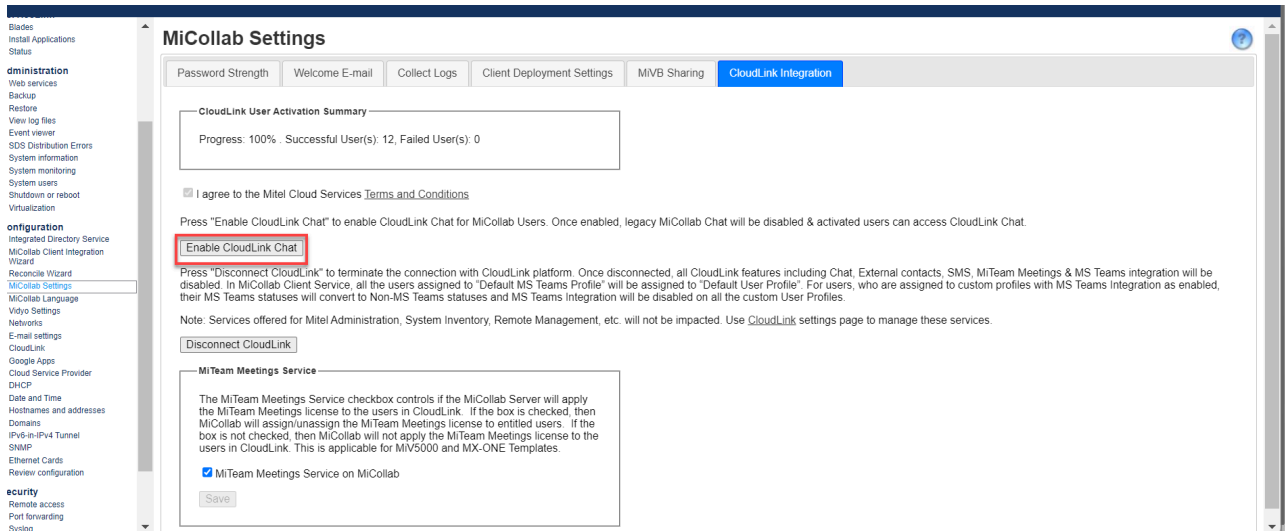 Blades
Install Applications
Status
dministration
Web services
Backup
Restore
View log files
Event viewer
SDS Distribution Errors
System information
System monitoring
System users
Shutdown or reboot
Virtualization
onfiguration
Integrated Directory Service
MiCollab Client Integration
Wizard
Reconcile Wizard
MiCollab Settings
MiCollab Language
Vidyo Settings
Networks
E-mail settings
CloudLink
Google Apps
Cloud Service Provider
DHCP
Date and Time
Hostnames and addresses
Domains
IPv6-in-IPv4 Tunnel
SNMP
Ethernet Cards
Review configuration
ecurity
Remote access
Port forwarding
Syslog
MiCollab Settings
?
Password Strength
Welcome E-mail
Collect Logs
Client Deployment Settings
MiVB Sharing
CloudLink Integration
CloudLink User Activation Summary
Progress: 100% . Successful User(s): 12, Failed User(s): 0
I agree to the Mitel Cloud Services Terms and Conditions
Press "Enable CloudLink Chat" to enable CloudLink Chat for MiCollab Users. Once enabled, legacy MiCollab Chat will be disabled & activated users can access CloudLink Chat.
Enable CloudLink Chat
Press "Disconnect CloudLink" to terminate the connection with CloudLink platform. Once disconnected, all CloudLink features including Chat, External contacts, SMS, MiTeam Meetings & MS Teams integration will be
disabled. In MiCollab Client Service, all the users assigned to "Default MS Teams Profile" will be assigned to "Default User Profile". For users, who are assigned to custom profiles with MS Teams Integration as enabled,
their MS Teams statuses will convert to Non-MS Teams statuses and MS Teams Integration will be disabled on all the custom User Profiles.
Note: Services offered for Mitel Administration, System Inventory, Remote Management, etc. will not be impacted. Use CloudLink settings page to manage these services.
Disconnect CloudLink
MiTeam Meetings Service
The MiTeam Meetings Service checkbox controls if the MiCollab Server will apply
the MiTeam Meetings license to the users in CloudLink. If the box is checked, then
MiCollab will assign/unassign the MiTeam Meetings license to entitled users. If the
box is not checked, then MiCollab will not apply the MiTeam Meetings license to the
users in CloudLink. This is applicable for MiV5000 and MX-ONE Templates.
MiTeam Meetings Service on MiCollab
Save